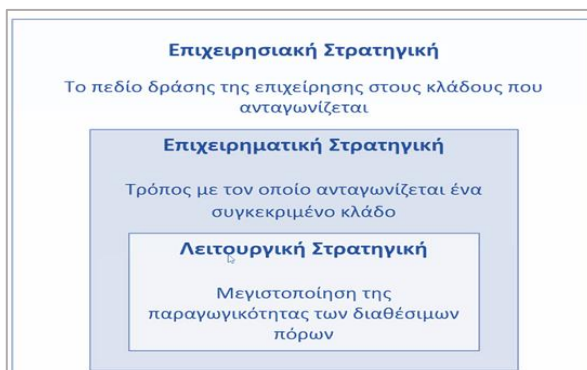 Επιχειρησιακή Στρατηγική
Το πεδίο δράσης της επιχείρησης στους κλάδους που
ανταγωνίζεται
Επιχειρηματική Στρατηγική
Τρόπος με τον οποίο ανταγωνίζεται ένα
συγκεκριμένο κλάδο
Λειτουργική Στρατηγική
Μεγιστοποίηση της
παραγωγικότητας των διαθέσιμων
πόρων